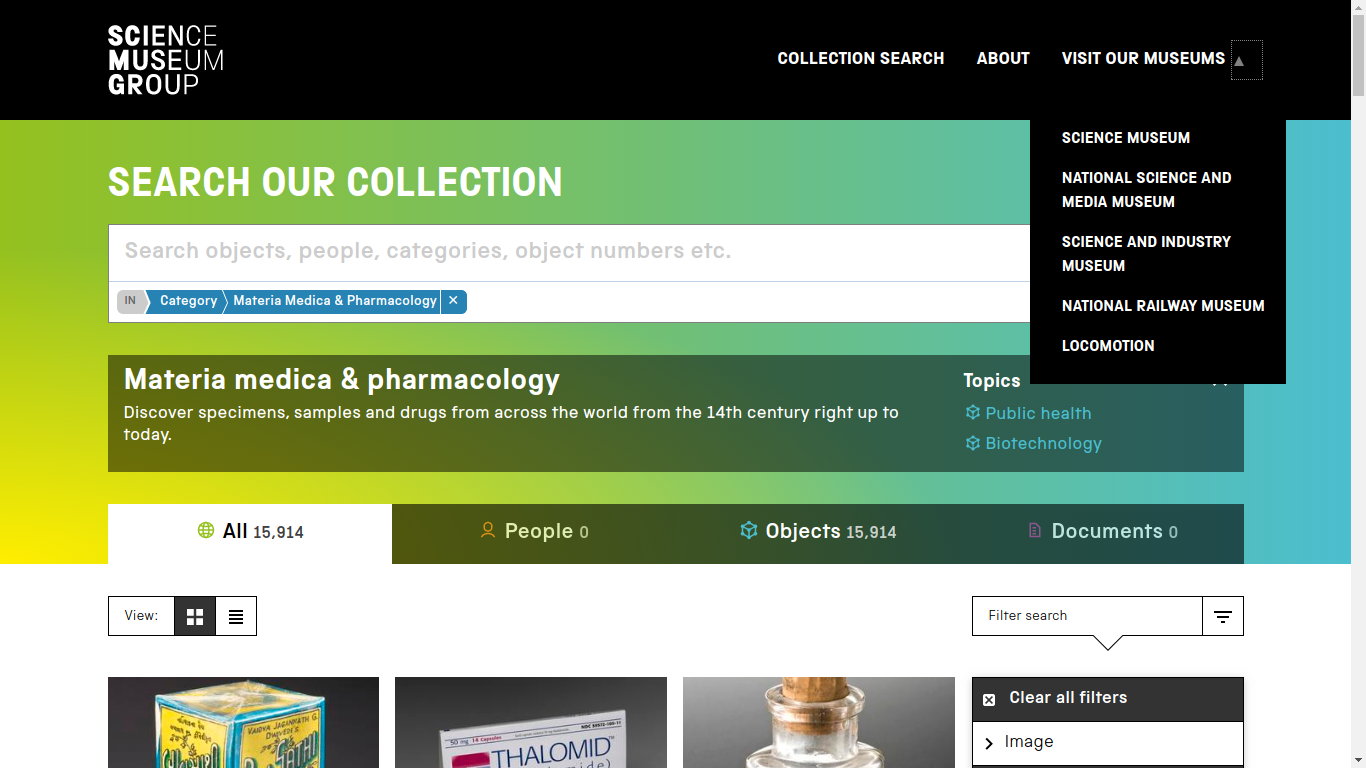 SCIENCE
MUSEUM
GROUP
COLLECTION SEARCH
ABOUT
VISIT OUR MUSEUMS
SCIENCE MUSEUM
NATIONAL SCIENCE AND
MEDIA MUSEUM
SCIENCE AND INDUSTRY
MUSEUM
NATIONAL RAILWAY MUSEUM
LOCOMOTION
SEARCH OUR COLLECTION
Search objects, people, categories, object numbers etc.
IN Category Materia Medica & Pharmacology
Materia medica & pharmacology
Discover specimens, samples and drugs from across the world from the 14th century right up to
today.
Topics
Public health
Biotechnology
All 15,914
People 0
Objects 15,914
Documents 0
View:
Filter search
VAIDYA JAGANNATH G.
50 mg 14 Capsules
THALOMID™
Clear all filters
Image